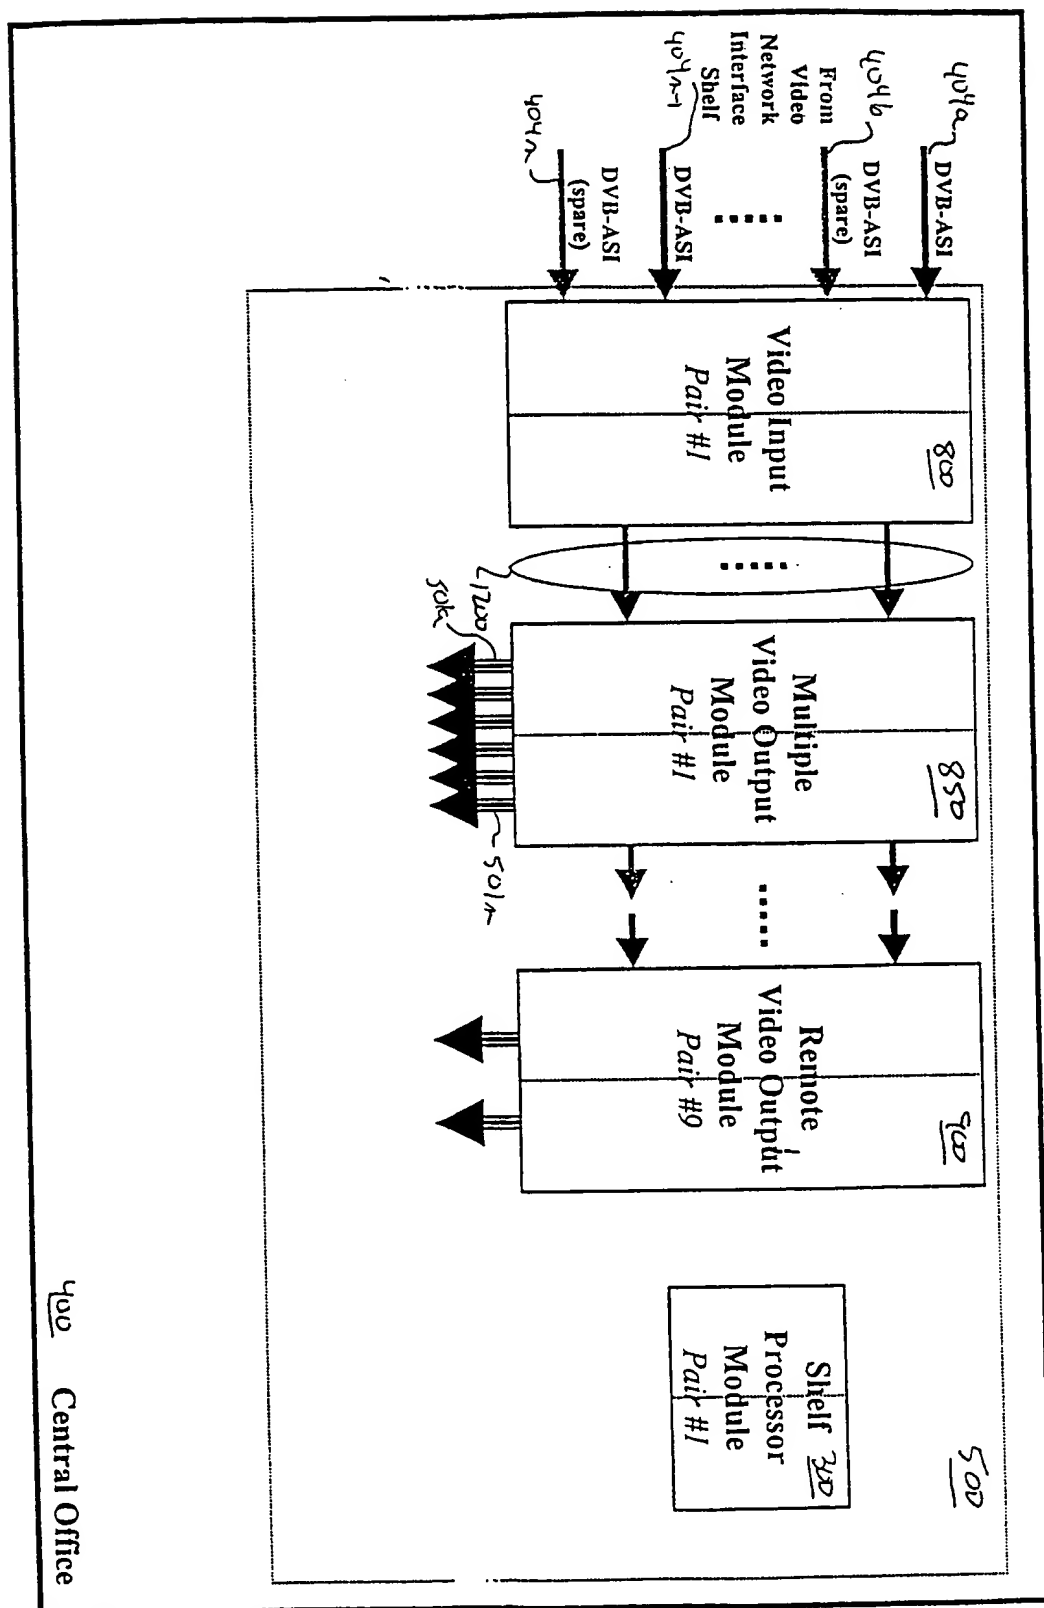 404a
DVB-ASI
404b
DVB-ASI
(spare)
From
Video
Network
Interface
Shelf
404n-1
DVB-ASI
404n
DVB-ASI
(spare)
800
Video Input
Module
Pair #1
1200
850
Multiple
Video Output
Module
Pair #1
501n
900
Remote
Video Output
Module
Pair #9
500
Shelf 300
Processor
Module
Pair #1
400 Central Office